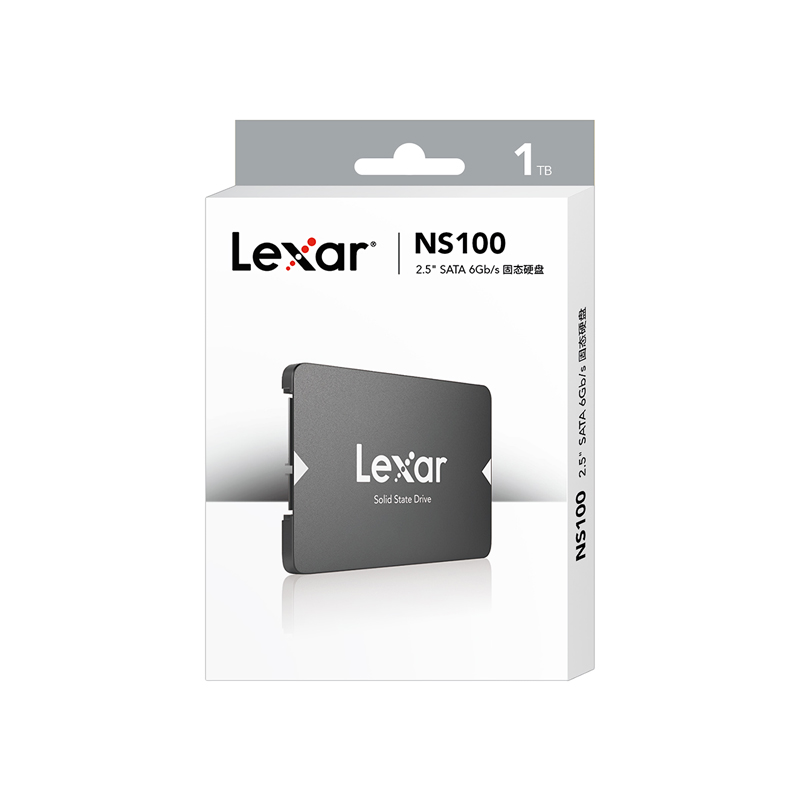 1TB
Lexar®
NS100
2.5" SATA 6Gb/s 固态硬盘
Lexar
Solid State Drive
NS100 2.5" SATA 6Gb/s 固态硬盘